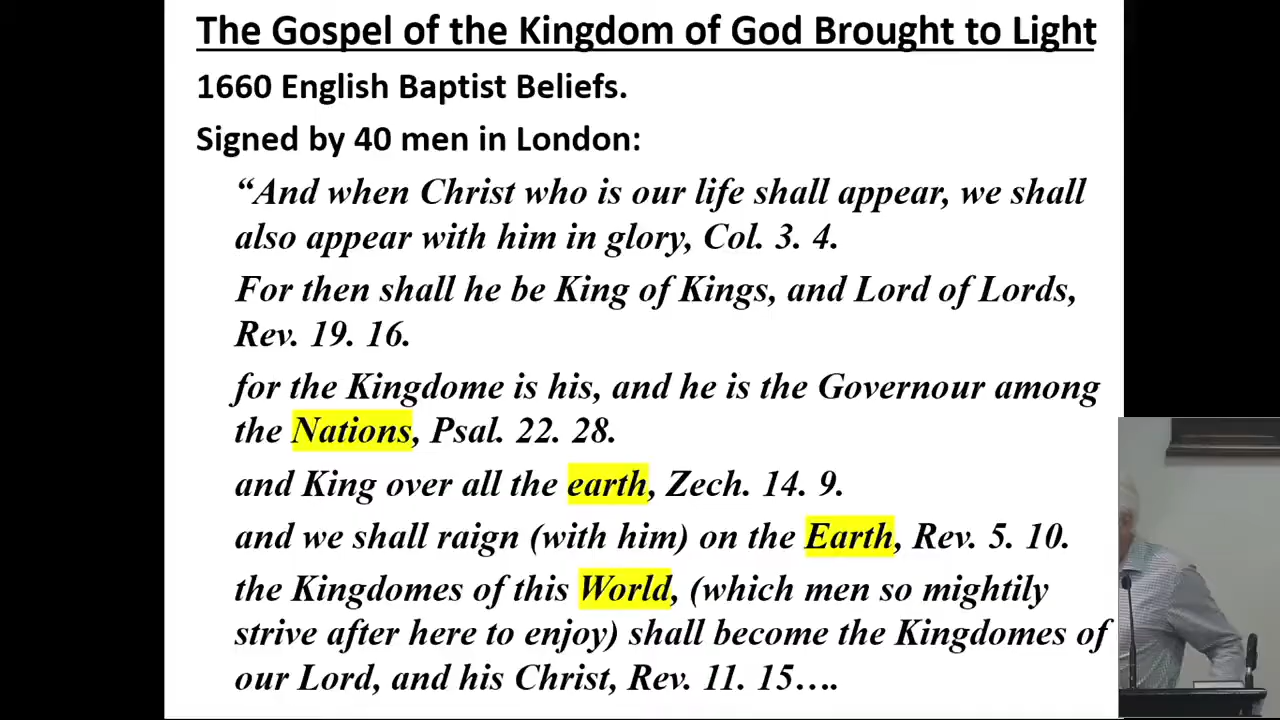 The Gospel of the Kingdom of God Brought to Light
1660 English Baptist Beliefs.
Signed by 40 men in London:
“And when Christ who is our life shall appear, we shall
also appear with him in glory, Col. 3. 4.
For then shall he be King of Kings, and Lord of Lords,
Rev. 19. 16.
for the Kingdome is his, and he is the Governour among
the Nations, Psal. 22. 28.
and King over all the earth, Zech. 14. 9.
and we shall raign (with him) on the Earth, Rev. 5. 10.
the Kingdomes of this World, (which men so mightily
strive after here to enjoy) shall become the Kingdomes of
our Lord, and his Christ, Rev. 11. 15….